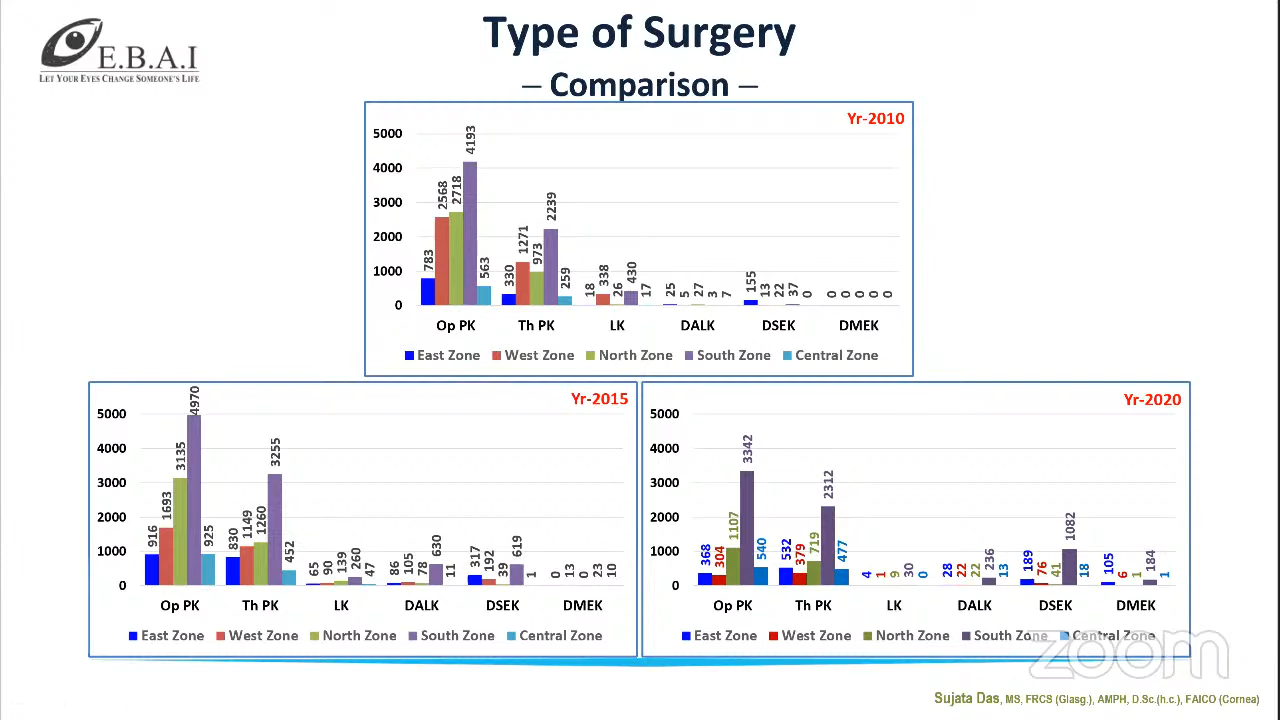 E.B.A.I
LET YOUR EYES CHANGE SOMEONE'S LIFE
Type of Surgery
– Comparison –
Yr-2010
5000
4000
3000
2000
1000
0
783 2568 2718 4193 563
330 1271 973 2239 259
18 338 26 430 17
25 5 27 3 7
155 13 22 37 0
0 0 0 0 0
Op PK Th PK LK DALK DSEK DMEK
East Zone West Zone North Zone South Zone Central Zone
Yr-2015
5000
4000
3000
2000
1000
0
916 1693 3135 4970 925
830 1149 1260 3255 452
65 90 139 260 47
86 105 78 630 11
317 192 39 619 1
0 13 0 23 10
Op PK Th PK LK DALK DSEK DMEK
East Zone West Zone North Zone South Zone Central Zone
Yr-2020
5000
4000
3000
2000
1000
0
368 304 1107 3342 540
532 379 719 2312 477
4 1 9 30 0
28 22 22 236 13
189 76 41 1082 18
105 6 1 184 1
Op PK Th PK LK DALK DSEK DMEK
East Zone West Zone North Zone South Zone Central Zone
zoom
Sujata Das, MS, FRCS (Glasg.), AMPH, D.Sc.(h.c.), FAICO (Cornea)